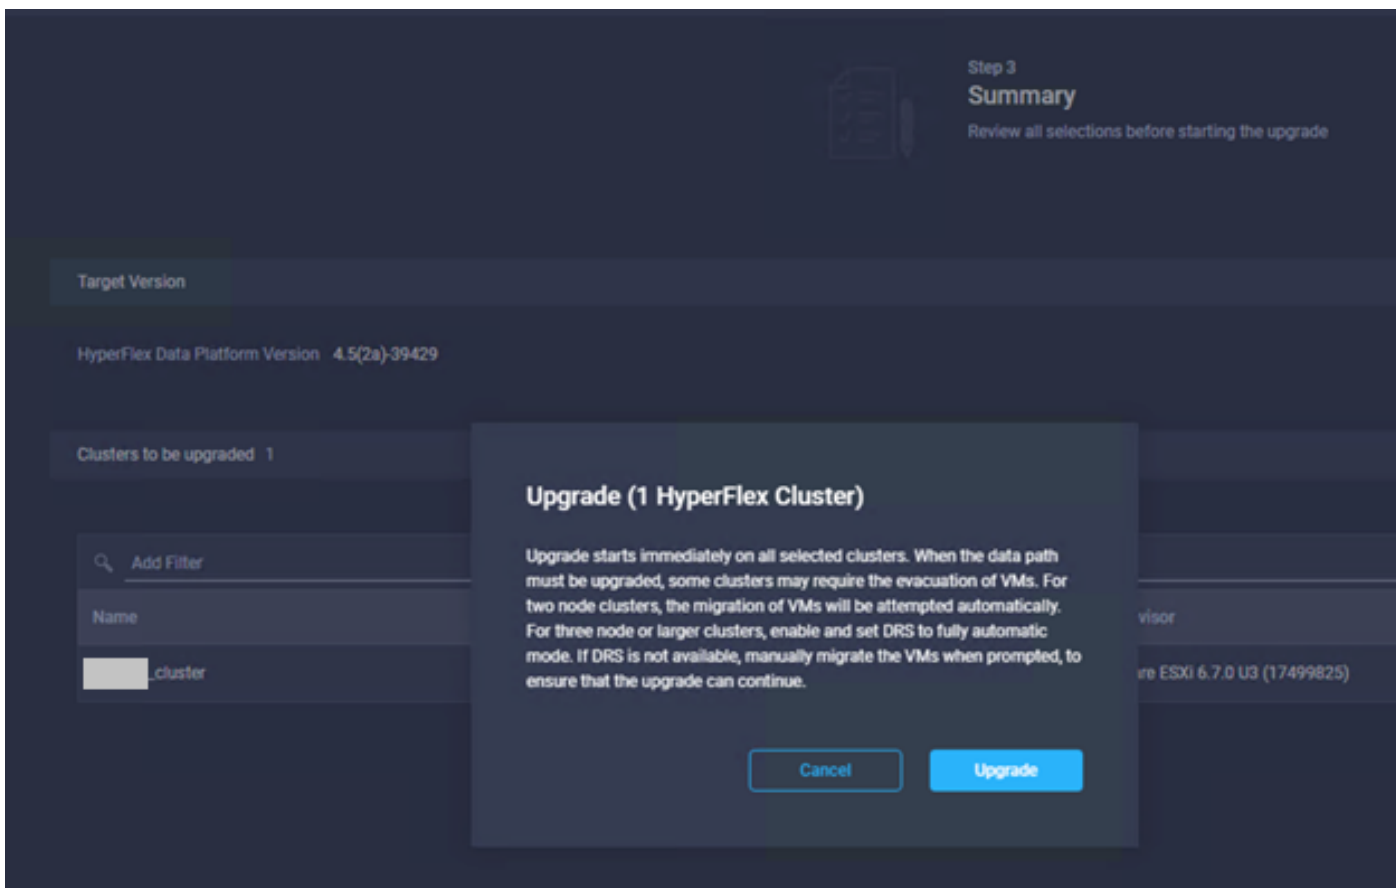 Step 3
Summary
Review all selections before starting the upgrade
Target Version
HyperFlex Data Platform Version 4.5(2a)-39429
Clusters to be upgraded 1
Upgrade (1 HyperFlex Cluster)
Upgrade starts immediately on all selected clusters. When the data path
must be upgraded, some clusters may require the evacuation of VMs. For
two node clusters, the migration of VMs will be attempted automatically.
For three node or larger clusters, enable and set DRS to fully automatic
mode. If DRS is not available, manually migrate the VMs when prompted, to
ensure that the upgrade can continue.
Cancel Upgrade
Add Filter
Name visor
_cluster are ESXi 6.7.0 U3 (17499825)